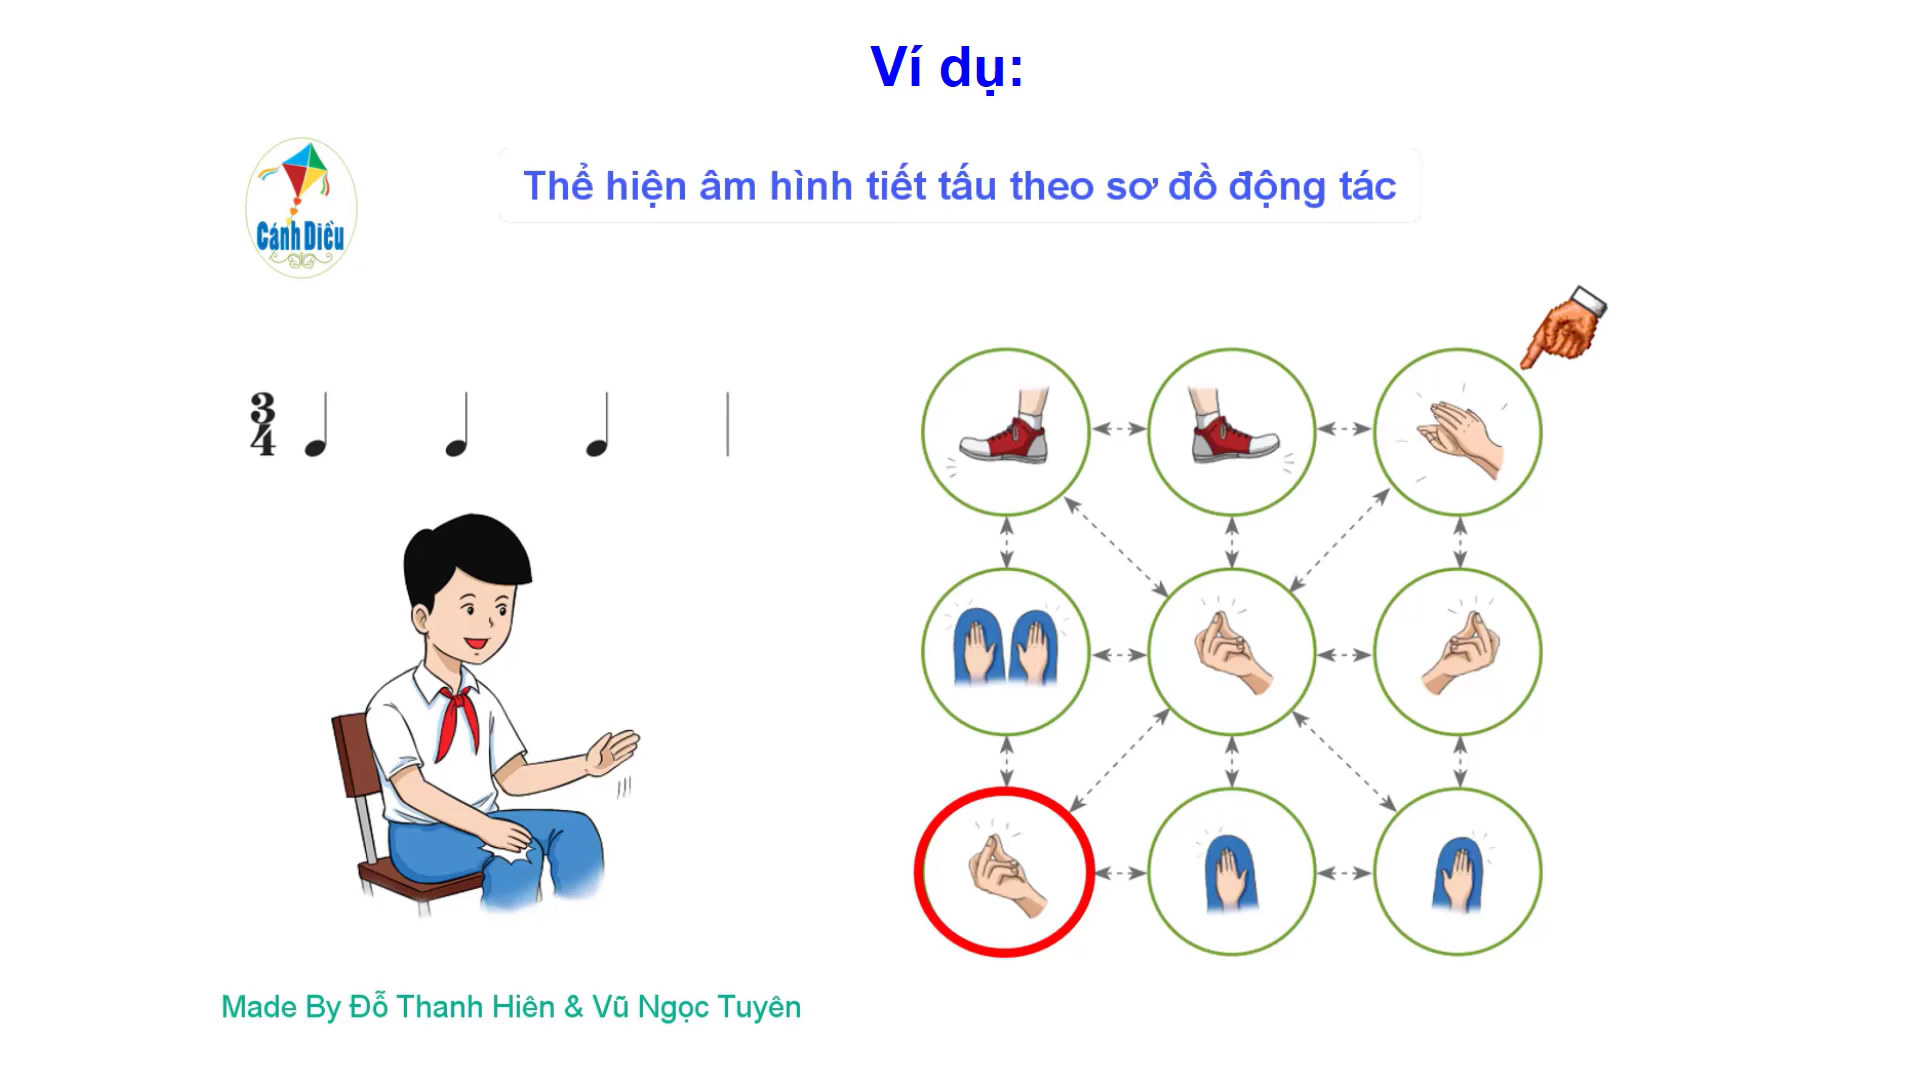 Ví dụ:
Cánh Diều
Thể hiện âm hình tiết tấu theo sơ đồ động tác
3
4
Made By Đỗ Thanh Hiên & Vũ Ngọc Tuyên